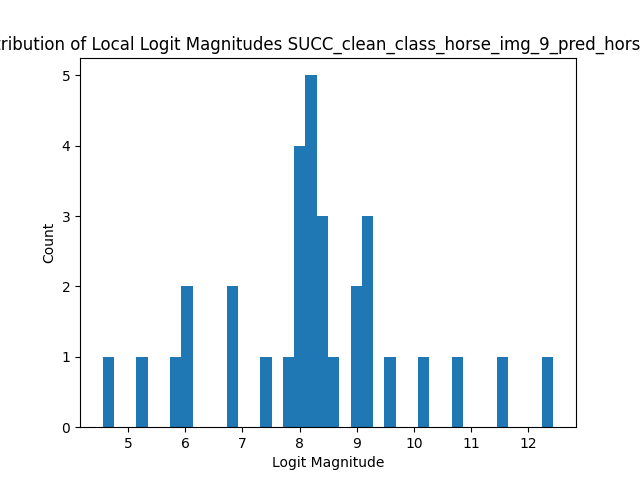 tribution of Local Logit Magnitudes SUCC_clean_class_horse_img_9_pred_hors
5
4
3
2
1
0
Count
5 6 7 8 9 10 11 12
Logit Magnitude